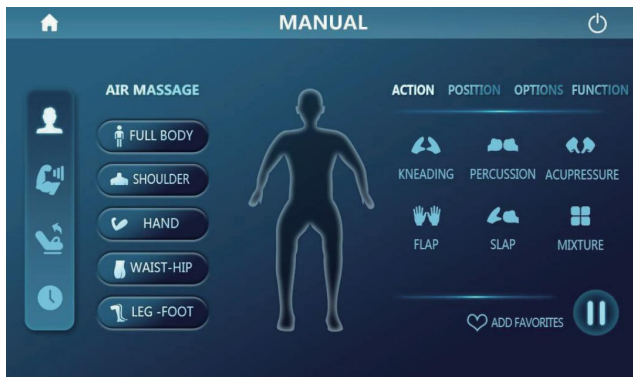 MANUAL
AIR MASSAGE
FULL BODY
SHOULDER
HAND
WAIST-HIP
LEG -FOOT
ACTION POSITION OPTIONS FUNCTION
KNEADING PERCUSSION ACUPRESSURE
FLAP SLAP MIXTURE
ADD FAVORITES